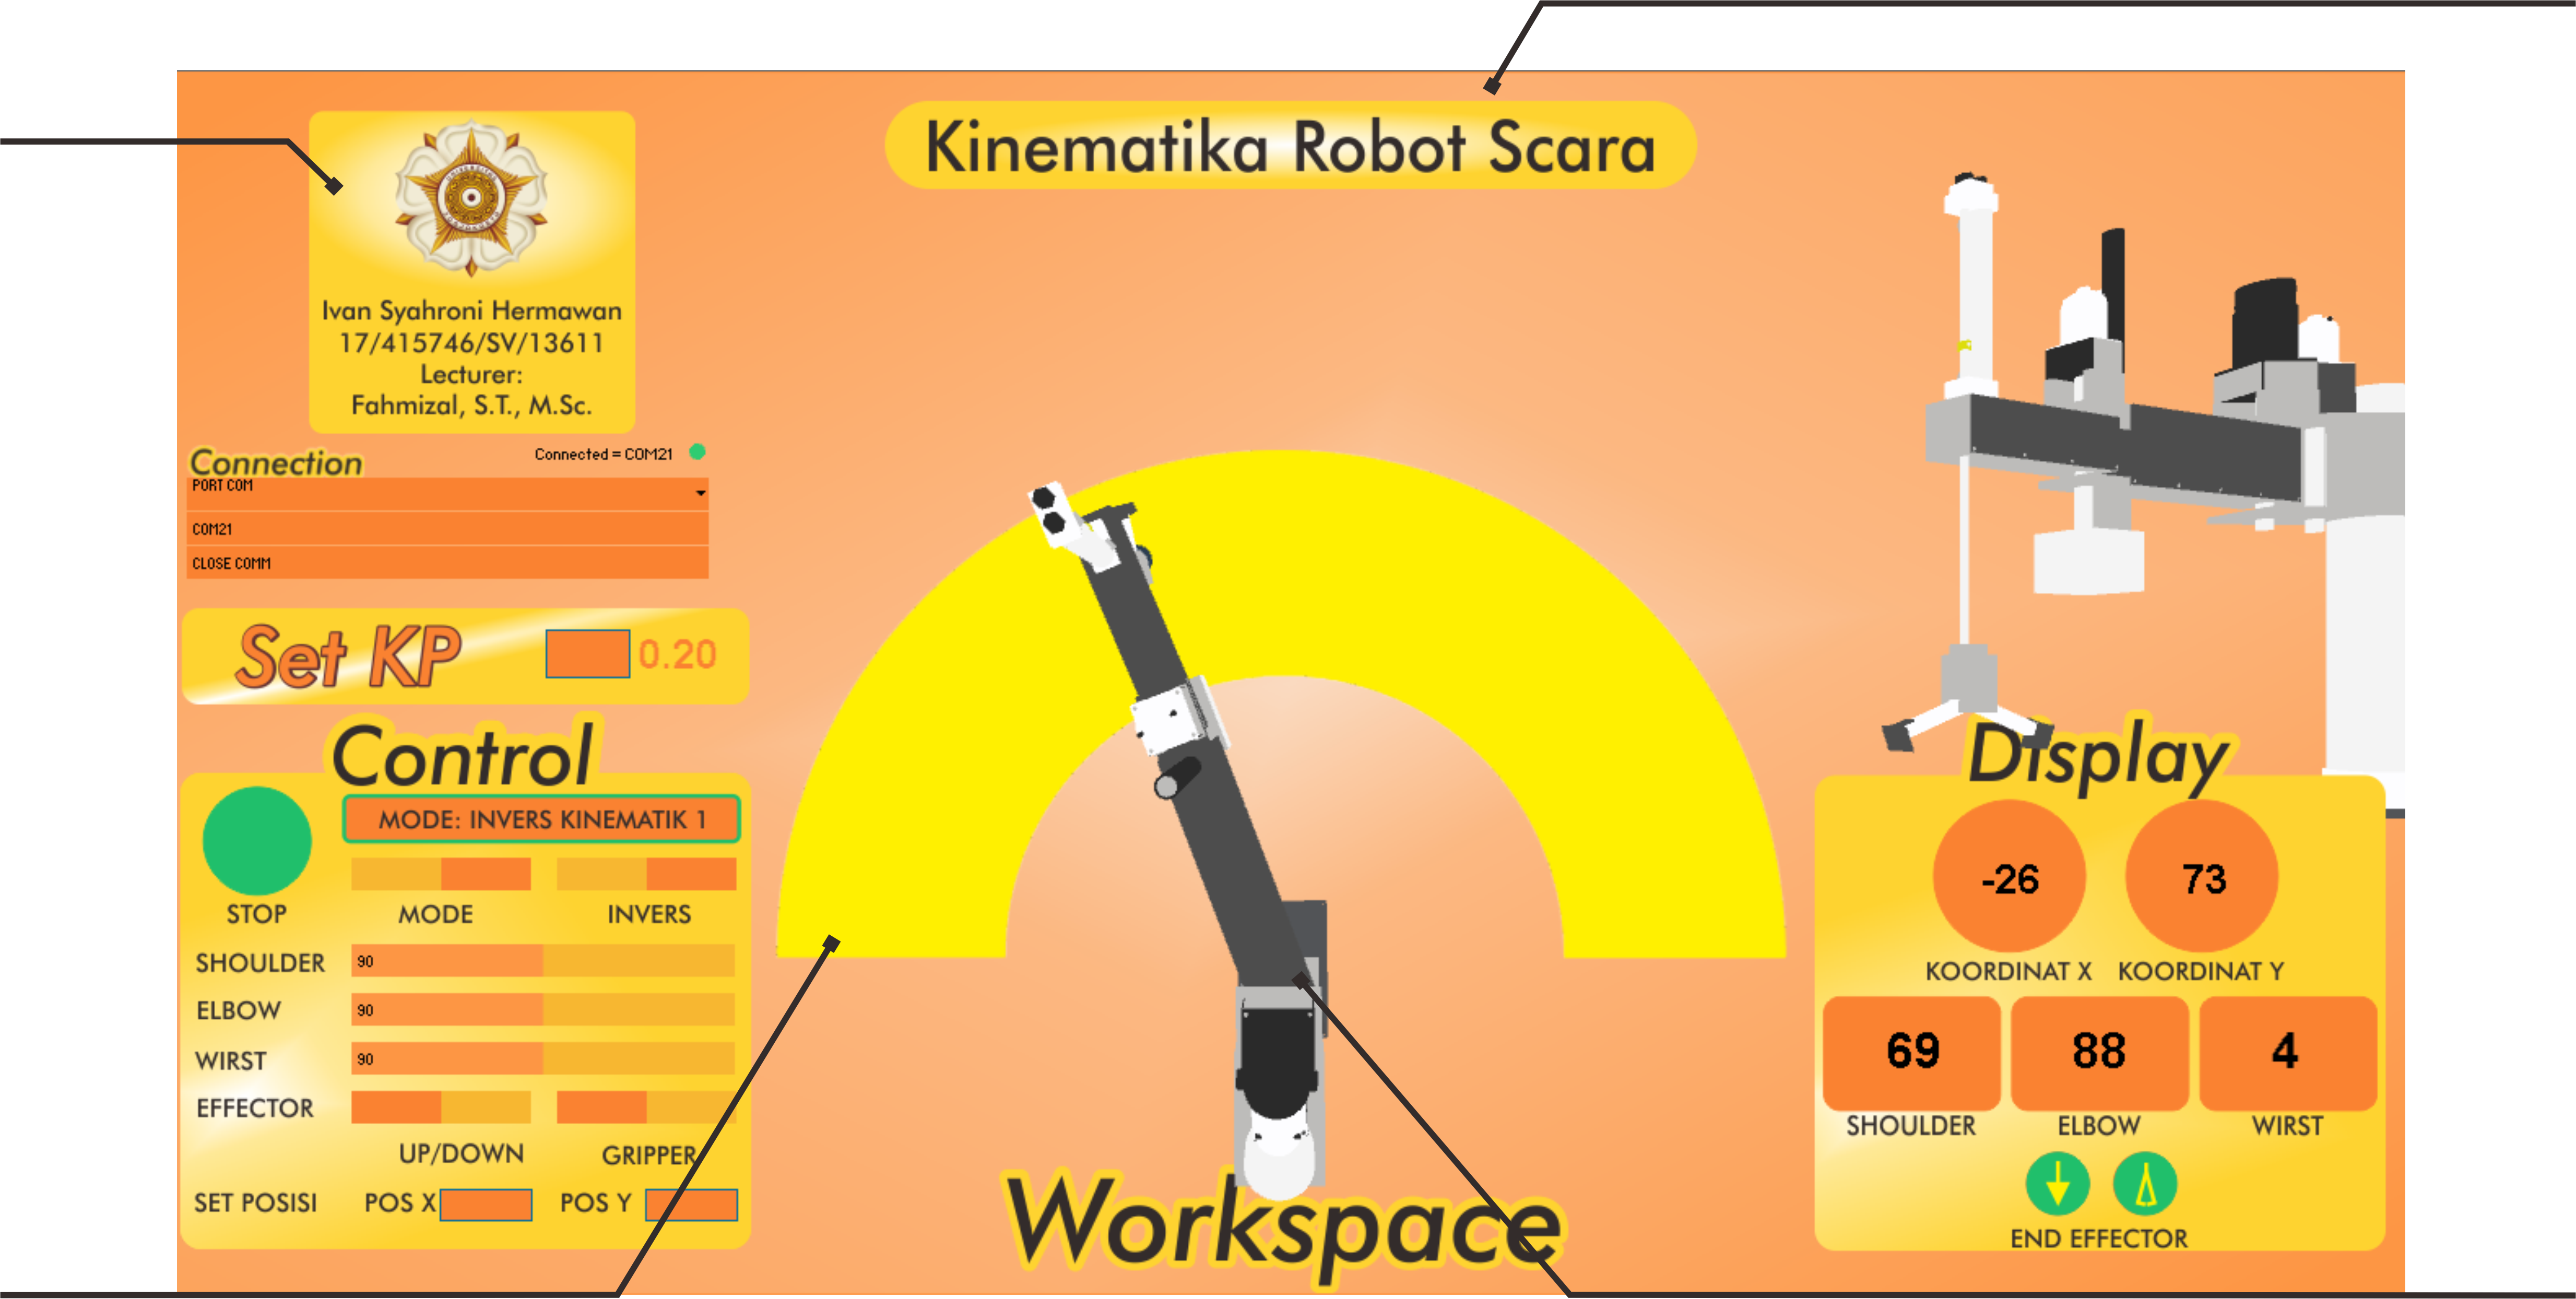 Kinematika Robot Scara
Ivan Syahroni Hermawan
17/415746/SV/13611
Lecturer:
Fahmizal, S.T., M.Sc.
Connection
Connected = COM21
PORT COM
COM21
CLOSE COMM
Set KP
0.20
Control
MODE: INVERS KINEMATIK 1
STOP
MODE
INVERS
SHOULDER
90
ELBOW
90
WIRST
90
EFFECTOR
UP/DOWN
GRIPPER
SET POSISI
POS X
POS Y
Workspace
Display
-26
73
KOORDINAT X
KOORDINAT Y
69
88
4
SHOULDER
ELBOW
WIRST
END EFFECTOR